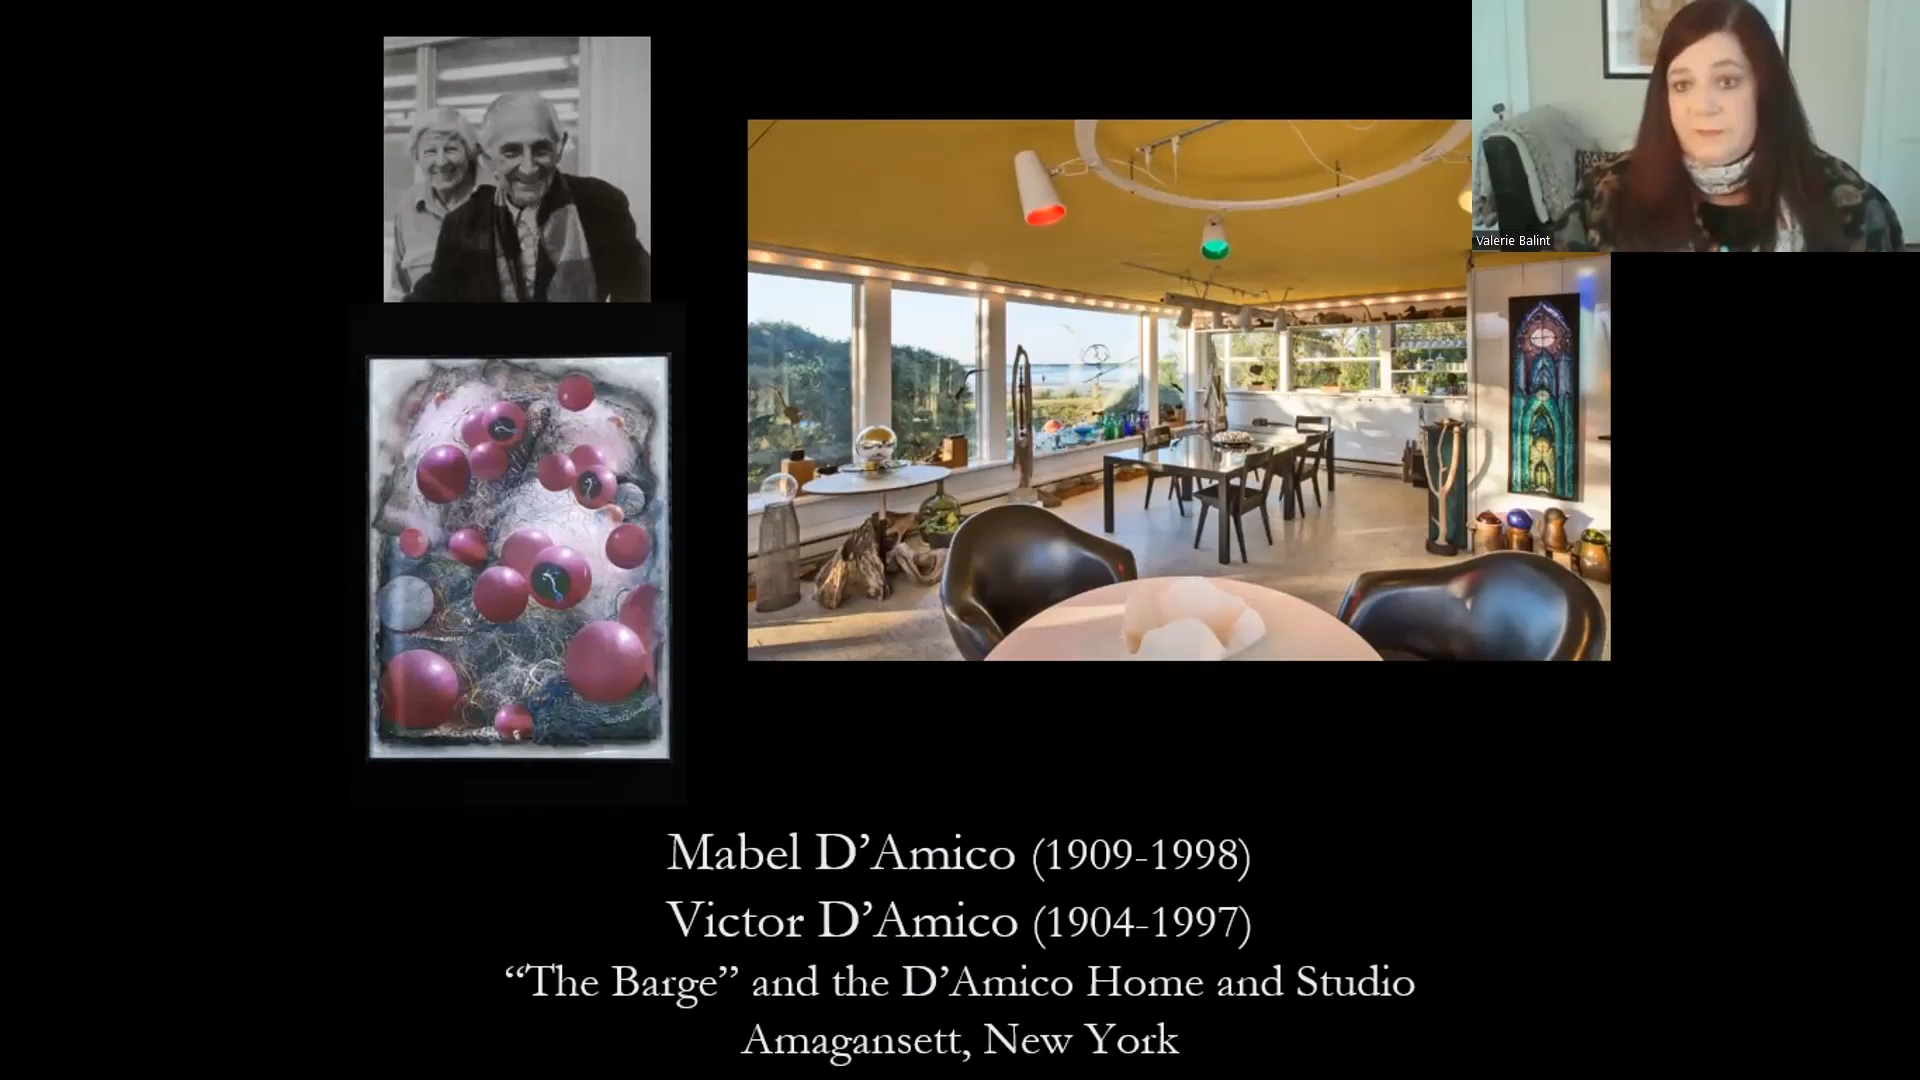 Valerie Balint
Mabel D’Amico (1909-1998)
Victor D’Amico (1904-1997)
“The Barge” and the D’Amico Home and Studio
Amagansett, New York